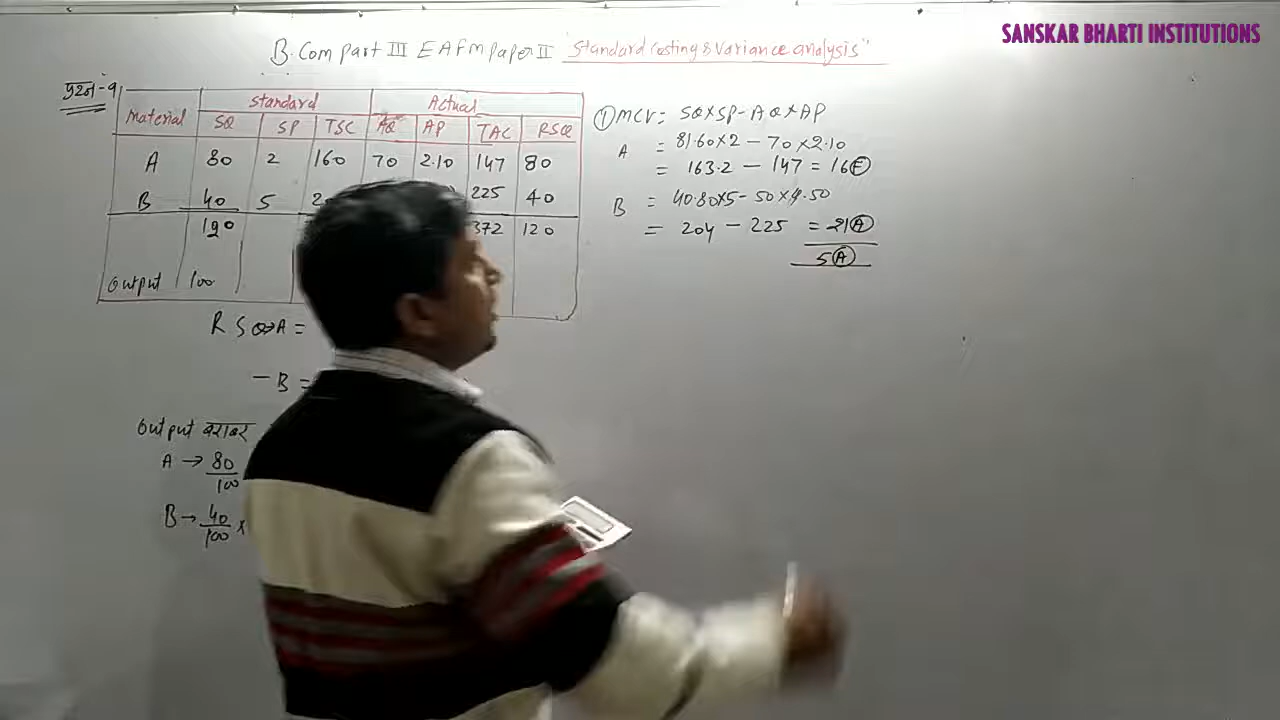 SANSKAR BHARTI INSTITUTIONS
B.Com part III EAFM paper II "Standard Costing & Variance analysis"
प्रश्न-9
Material Standard Actual
SQ SP TSC AQ AP TAC RSQ
A 80 2 160 70 2.10 147 80
B 40 5 2 225 40
120 372 120
Output 100
RSQ→A =
— B =
Output बराबर
A → 80/100
B → 40/100 ×
① MCV = SQ×SP - AQ×AP
A = 81.60×2 - 70×2.10
= 163.2 - 147 = 16 (F)
B = 40.80×5 - 50×4.50
= 204 - 225 = 21 (A)
5 (A)